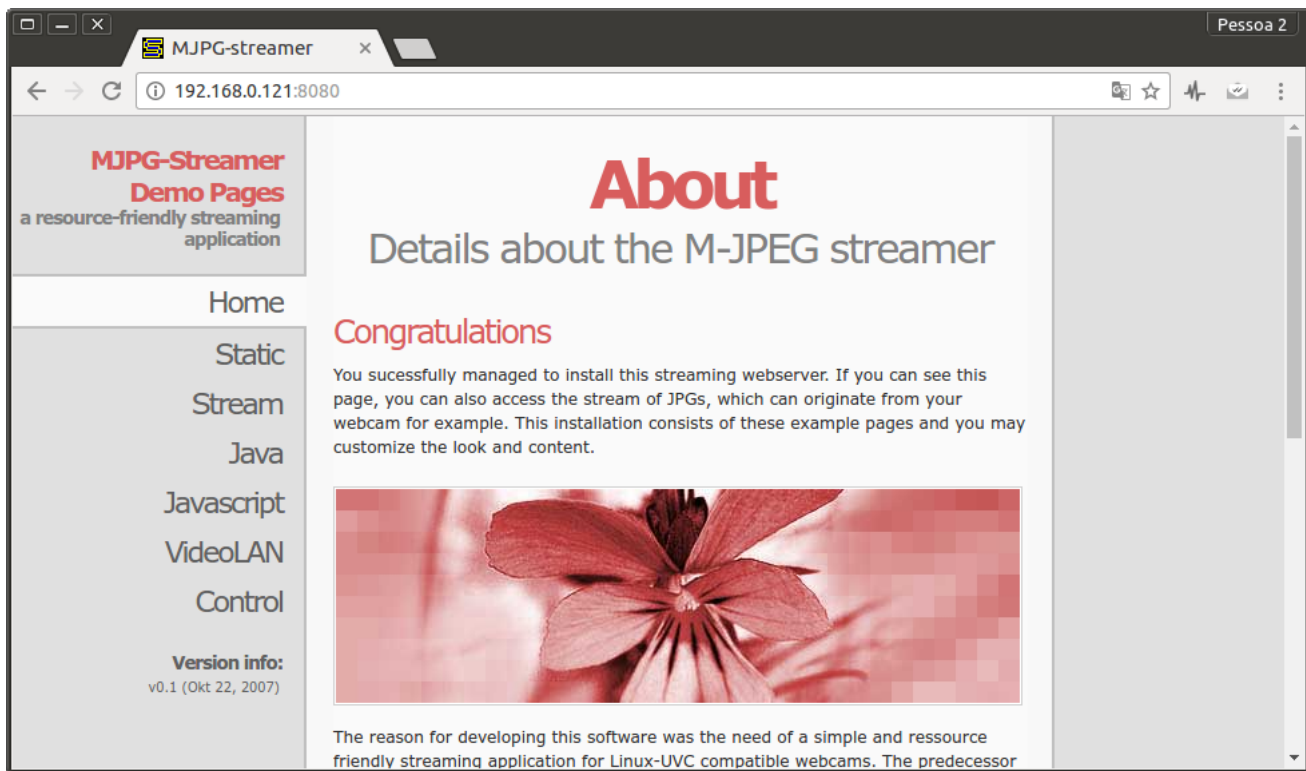 Pessoa 2
MJPG-streamer
192.168.0.121:8080
MJPG-Streamer
Demo Pages
a resource-friendly streaming
application
Home
Static
Stream
Java
Javascript
VideoLAN
Control
Version info:
v0.1 (Okt 22, 2007)
About
Details about the M-JPEG streamer
Congratulations
You sucessfully managed to install this streaming webserver. If you can see this
page, you can also access the stream of JPGs, which can originate from your
webcam for example. This installation consists of these example pages and you may
customize the look and content.
The reason for developing this software was the need of a simple and ressource
friendly streaming application for Linux-UVC compatible webcams. The predecessor